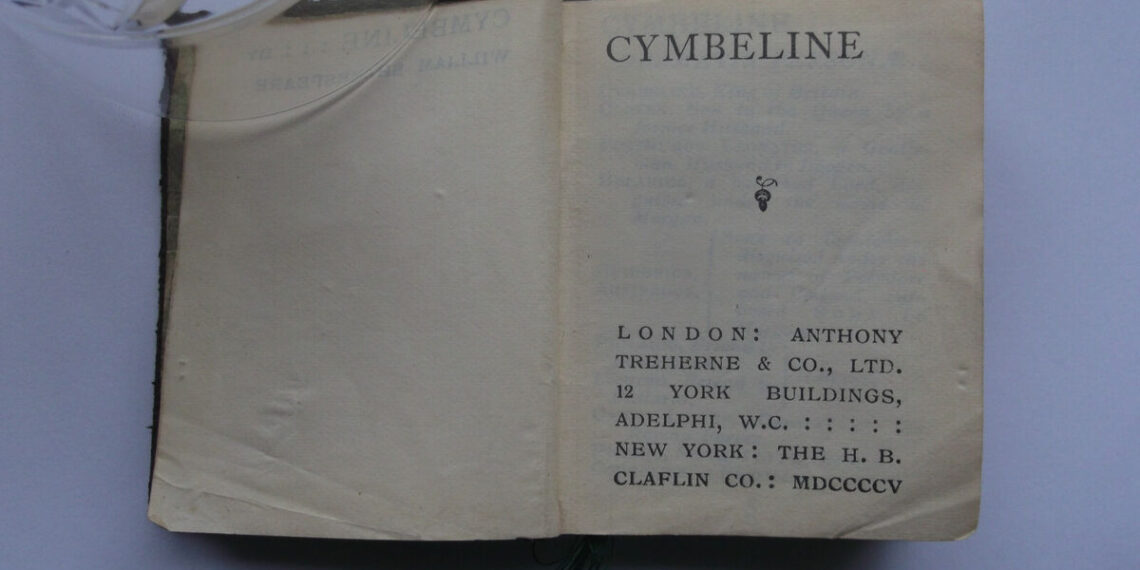 CYMBELINE
LONDON: ANTHONY
TREHERNE & CO., LTD.
12 YORK BUILDINGS,
ADELPHI, W.C. : : : : :
NEW YORK: THE H. B.
CLAFLIN CO.: MDCCCCV